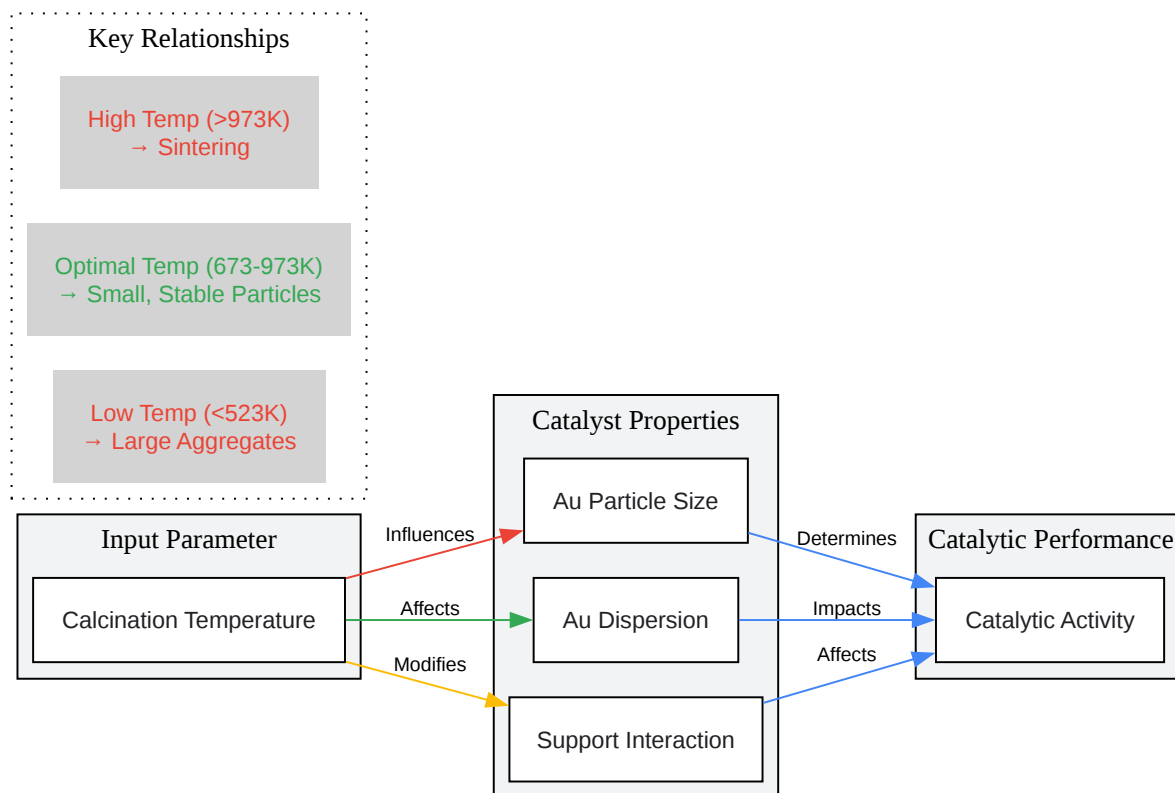 Key Relationships
High Temp (>973K)
→ Sintering
Optimal Temp (673-973K)
→ Small, Stable Particles
Low Temp (<523K)
→ Large Aggregates
Input Parameter
Calcination Temperature
Influences
Affects
Modifies
Catalyst Properties
Au Particle Size
Au Dispersion
Support Interaction
Determines
Impacts
Affects
Catalytic Performance
Catalytic Activity